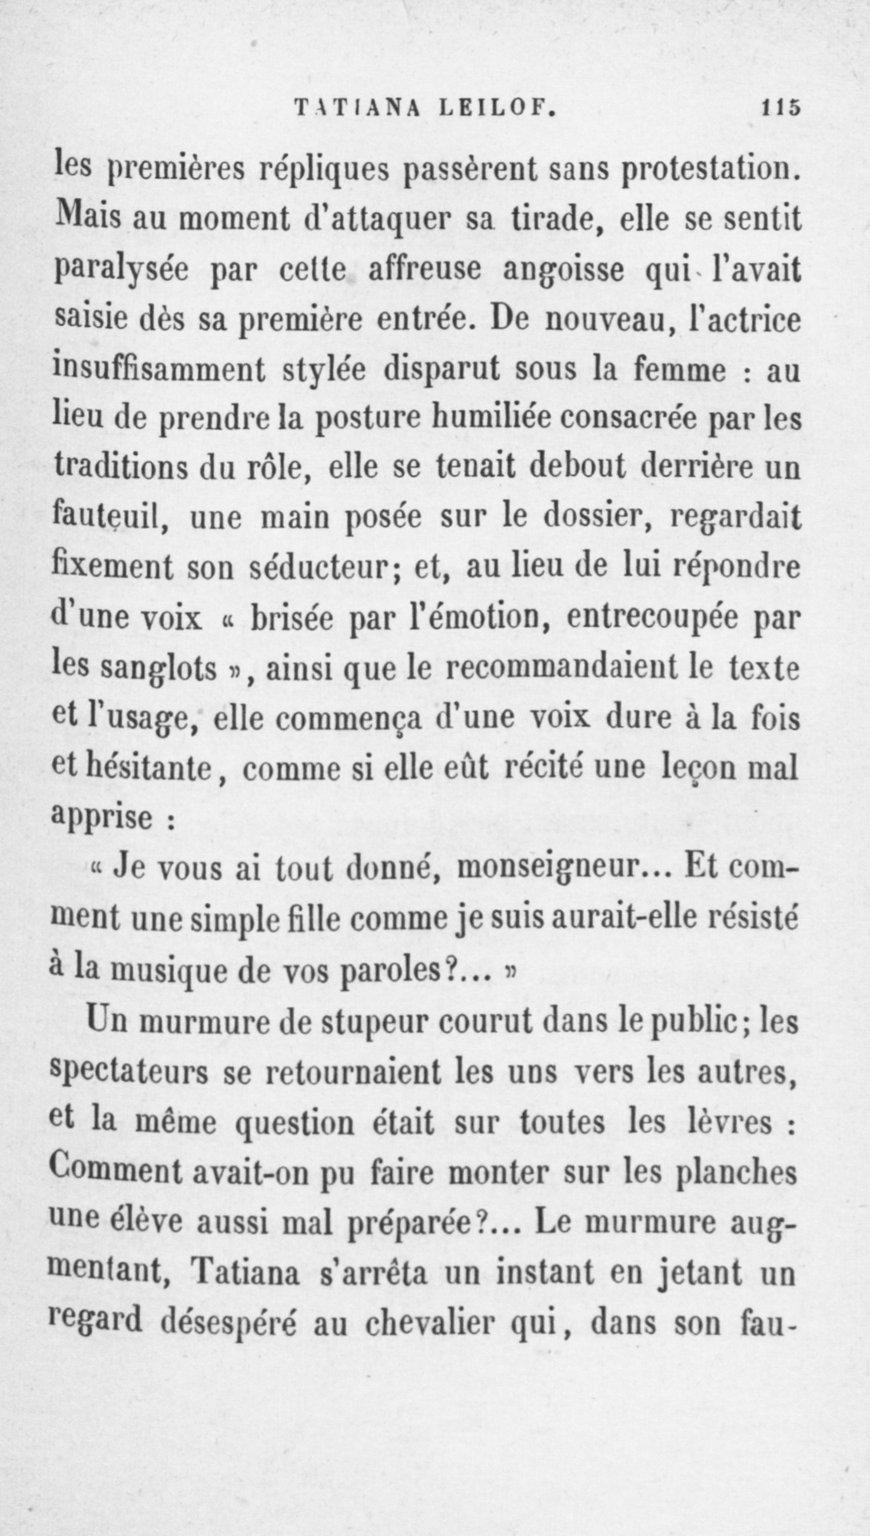 TATIANA LEILOF. 115
les premières répliques passèrent sans protestation.
Mais au moment d'attaquer sa tirade, elle se sentit
paralysée par cette affreuse angoisse qui l'avait
saisie dès sa première entrée. De nouveau, l'actrice
insuffisamment stylée disparut sous la femme : au
lieu de prendre la posture humiliée consacrée par les
traditions du rôle, elle se tenait debout derrière un
fauteuil, une main posée sur le dossier, regardait
fixement son séducteur; et, au lieu de lui répondre
d'une voix « brisée par l'émotion, entrecoupée par
les sanglots », ainsi que le recommandaient le texte
et l'usage, elle commença d'une voix dure à la fois
et hésitante, comme si elle eût récité une leçon mal
apprise :
« Je vous ai tout donné, monseigneur... Et com-
ment une simple fille comme je suis aurait-elle résisté
à la musique de vos paroles?... »
Un murmure de stupeur courut dans le public; les
spectateurs se retournaient les uns vers les autres,
et la même question était sur toutes les lèvres :
Comment avait-on pu faire monter sur les planches
une élève aussi mal préparée?... Le murmure aug-
mentant, Tatiana s'arrêta un instant en jetant un
regard désespéré au chevalier qui, dans son fau-